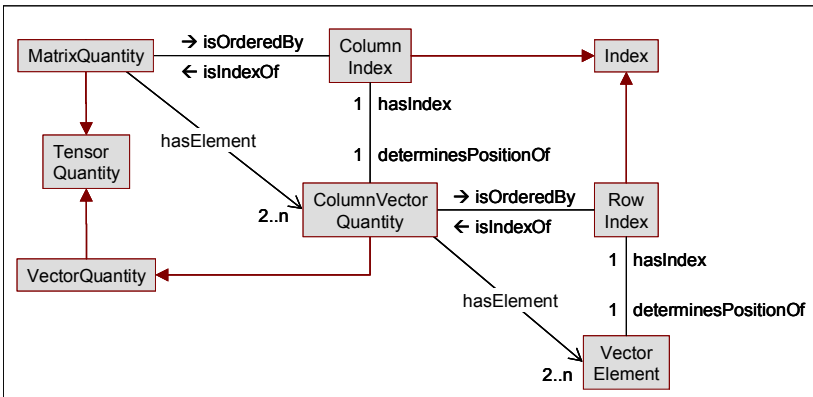 MatrixQuantity
→ isOrderedBy
← isIndexOf
Column
Index
Index
1 hasIndex
hasElement
1 determinesPositionOf
Tensor
Quantity
2..n
ColumnVector
Quantity
→ isOrderedBy
← isIndexOf
Row
Index
VectorQuantity
1 hasIndex
hasElement
1 determinesPositionOf
2..n
Vector
Element